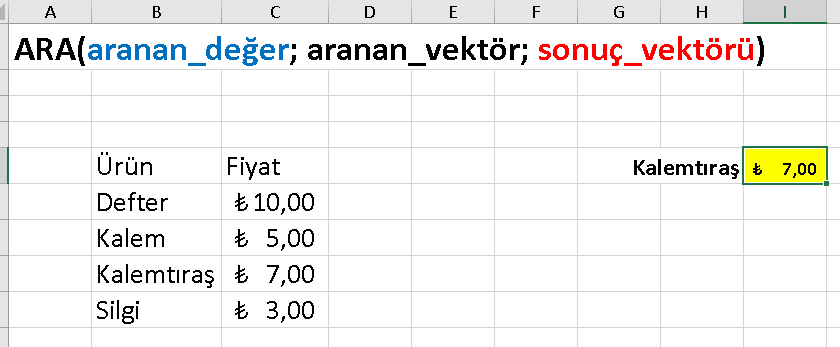 A B C D E F G H I
ARA(aranan_değer; aranan_vektör; sonuç_vektörü)
Ürün Fiyat Kalemtıraş ₺ 7,00
Defter ₺10,00
Kalem ₺ 5,00
Kalemtıraş ₺ 7,00
Silgi ₺ 3,00